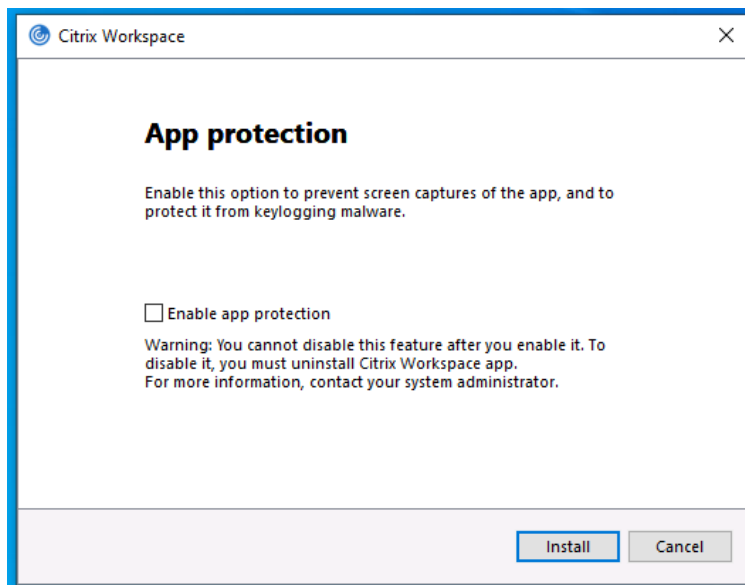 Citrix Workspace
App protection
Enable this option to prevent screen captures of the app, and to
protect it from keylogging malware.
Enable app protection
Warning: You cannot disable this feature after you enable it. To
disable it, you must uninstall Citrix Workspace app.
For more information, contact your system administrator.
Install
Cancel